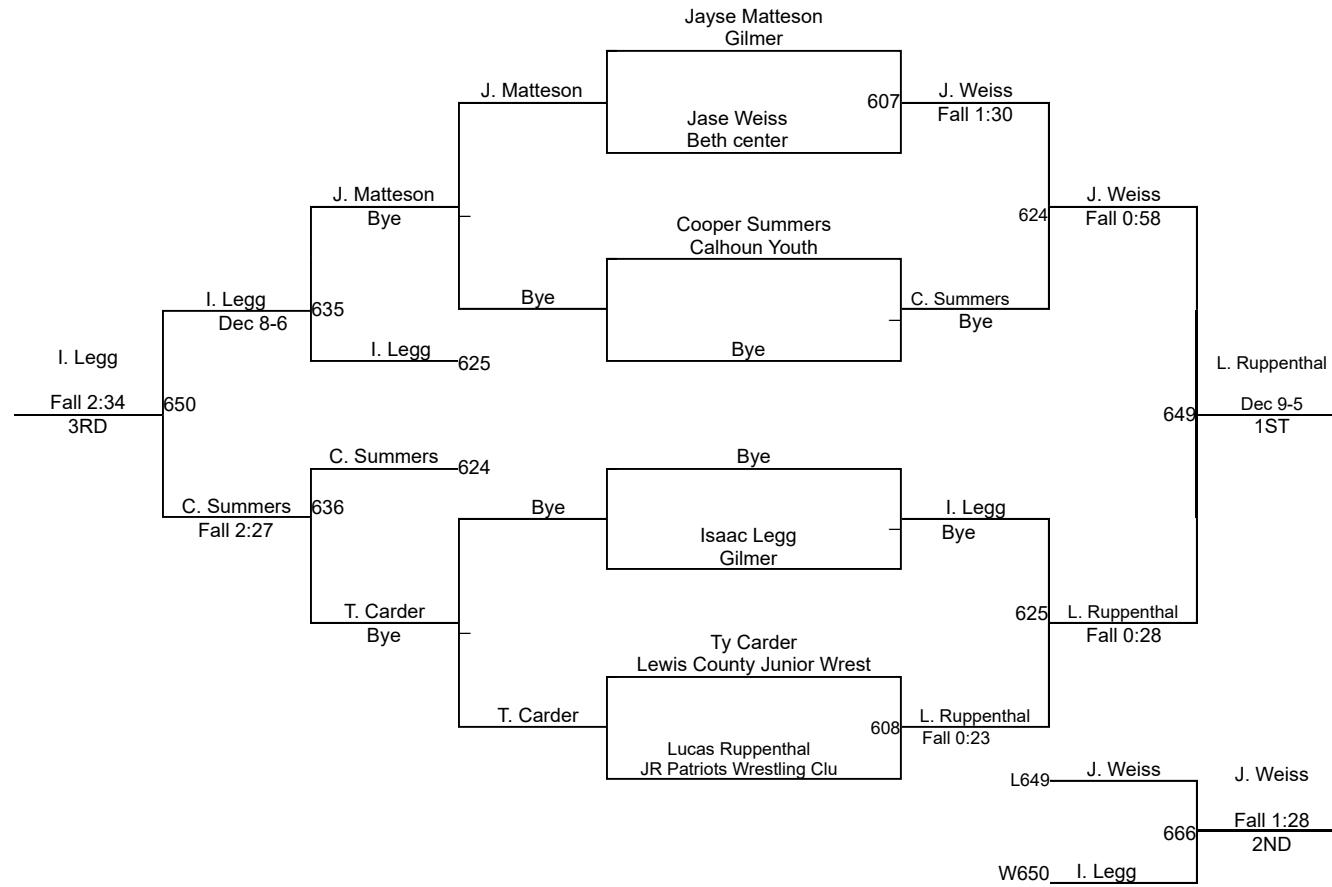 Jayse Matteson
Gilmer
J. Matteson
607
J. Weiss
Fall 1:30
Jase Weiss
Beth center
J. Matteson
Bye
J. Weiss
Fall 0:58
624
Cooper Summers
Calhoun Youth
Bye
C. Summers
Bye
I. Legg
Dec 8-6
635
I. Legg
625
Bye
I. Legg
Fall 2:34
3RD
650
L. Ruppenthal
Dec 9-5
1ST
649
C. Summers
624
Bye
C. Summers
Fall 2:27
636
Bye
I. Legg
Bye
Isaac Legg
Gilmer
T. Carder
Bye
625
L. Ruppenthal
Fall 0:28
Ty Carder
Lewis County Junior Wrest
T. Carder
608
L. Ruppenthal
Fall 0:23
Lucas Ruppenthal
JR Patriots Wrestling Clu
L649
J. Weiss
J. Weiss
Fall 1:28
2ND
666
W650
I. Legg